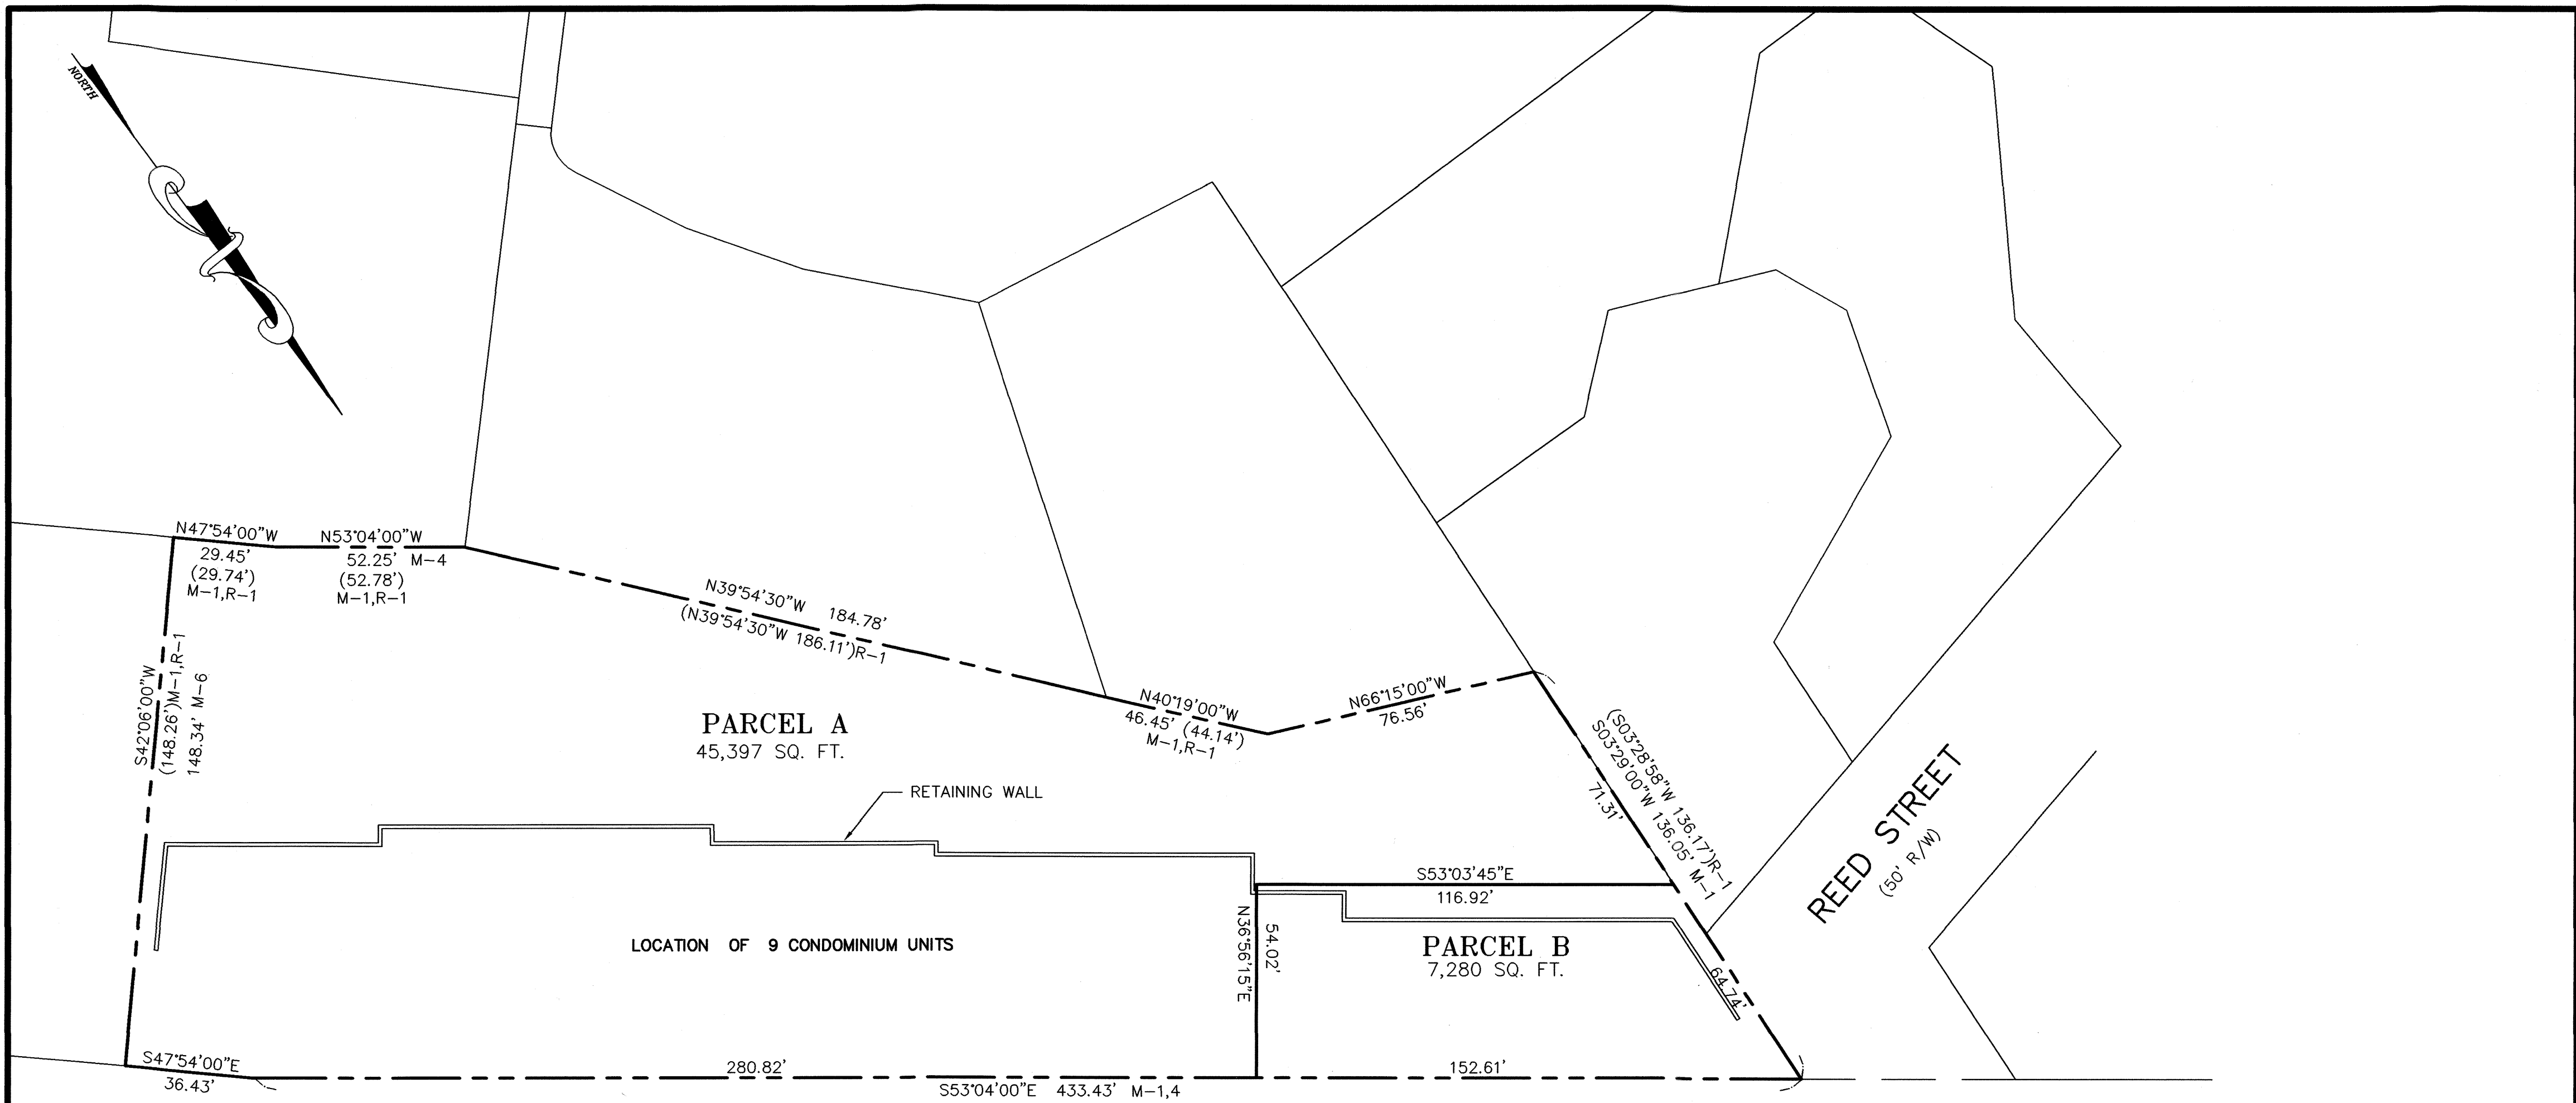 NORTH
N47°54'00"W
29.45'
(29.74')
M-1,R-1
N53°04'00"W
52.25' M-4
(52.78')
M-1,R-1
N39°54'30"W 184.78'
(N39°54'30"W 186.11')R-1
N40°19'00"W
46.45' (44.14')
M-1,R-1
N66°15'00"W
76.56'
(S03°28'58"W 136.17')R-1
S03°29'00"W 136.05' M-1
71.31'
S42°06'00"W
(148.26')M-1,R-1
148.34' M-6
PARCEL A
45,397 SQ. FT.
RETAINING WALL
REED STREET
(50' R/W)
S53°03'45"E
116.92'
N36°56'15"E
54.02'
LOCATION OF 9 CONDOMINIUM UNITS
PARCEL B
7,280 SQ. FT.
64.74'
S47°54'00"E
36.43'
280.82'
152.61'
S53°04'00"E 433.43' M-1,4